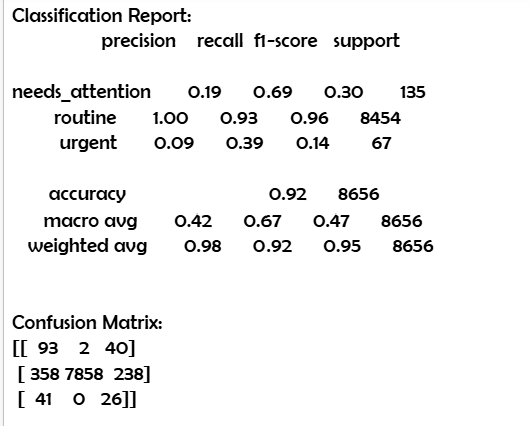 Classification Report:
precision recall f1-score support
needs_attention 0.19 0.69 0.30 135
routine 1.00 0.93 0.96 8454
urgent 0.09 0.39 0.14 67
accuracy 0.92 8656
macro avg 0.42 0.67 0.47 8656
weighted avg 0.98 0.92 0.95 8656
Confusion Matrix:
[[ 93 2 40]
[ 358 7858 238]
[ 41 0 26]]